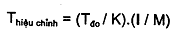 Thiệu chỉnh = (Tđo / K).(I / M)